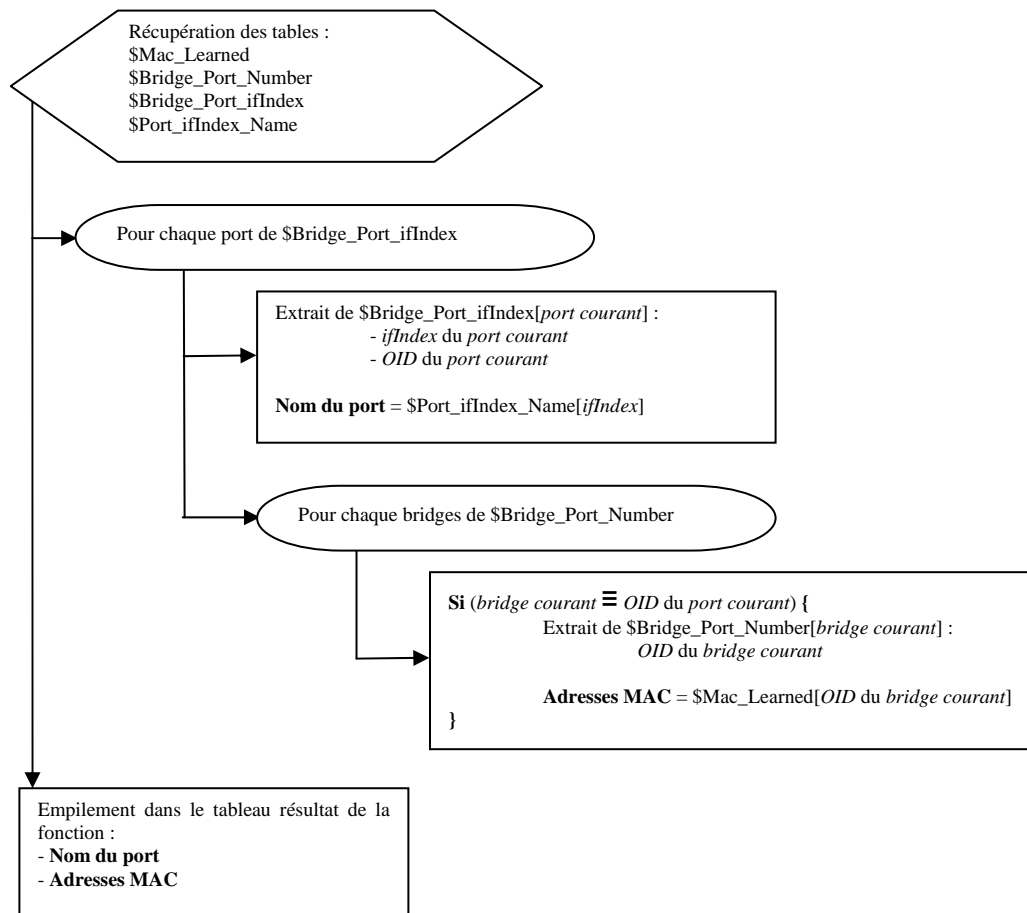 Récupération des tables :
$Mac_Learned
$Bridge_Port_Number
$Bridge_Port_ifIndex
$Port_ifIndex_Name
Pour chaque port de $Bridge_Port_ifIndex
Extrait de $Bridge_Port_ifIndex[port courant] :
- ifIndex du port courant
- OID du port courant
Nom du port = $Port_ifIndex_Name[ifIndex]
Pour chaque bridges de $Bridge_Port_Number
Si (bridge courant ≡ OID du port courant) {
Extrait de $Bridge_Port_Number[bridge courant] :
OID du bridge courant
Adresses MAC = $Mac_Learned[OID du bridge courant]
}
Empilement dans le tableau résultat de la
fonction :
- Nom du port
- Adresses MAC